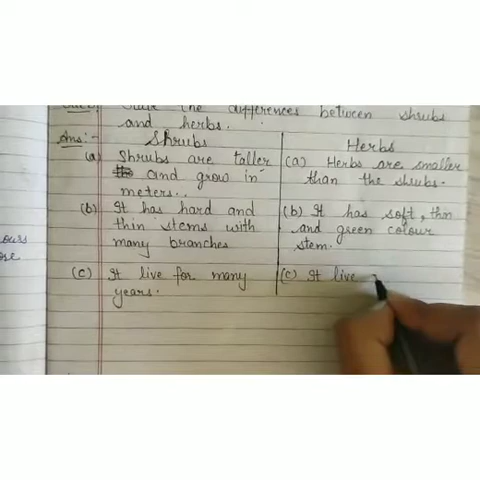 State the differences between shrubs
and herbs.
Ans:- Shrubs Herbs
(a) Shrubs are taller
and grow in
meters..
(a) Herbs are smaller
than the shrubs.
(b) It has hard and
thin stems with
many branches
(b) It has soft, thin
and green colour
stem.
(c) It live for many
years.
(c) It live
ours